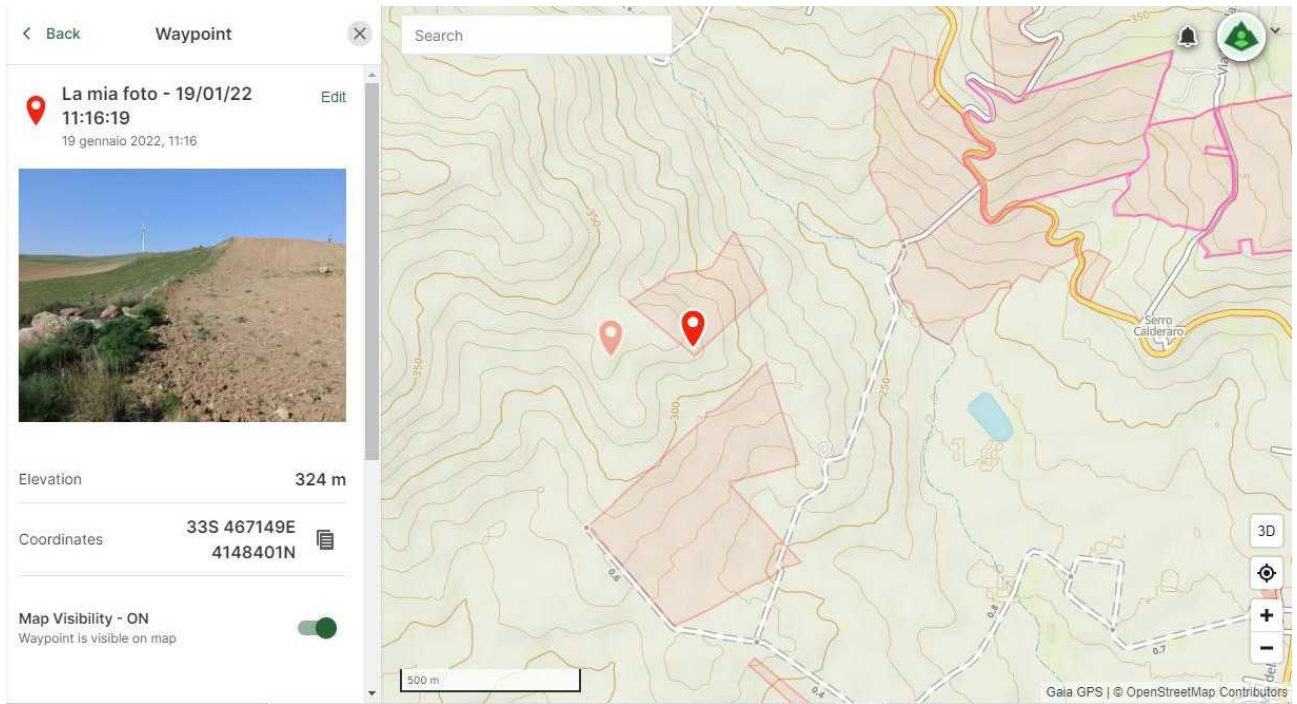 Back
Waypoint
La mia foto - 19/01/22
11:16:19
Edit
19 gennaio 2022, 11:16
Elevation
324 m
Coordinates
33S 467149E
4148401N
Map Visibility - ON
Waypoint is visible on map
Search
350
350
350
300
250
Serro
Calderaro
0.6
0.8
0.7
0.4
500 m
3D
+
−
Gaia GPS | © OpenStreetMap Contributors